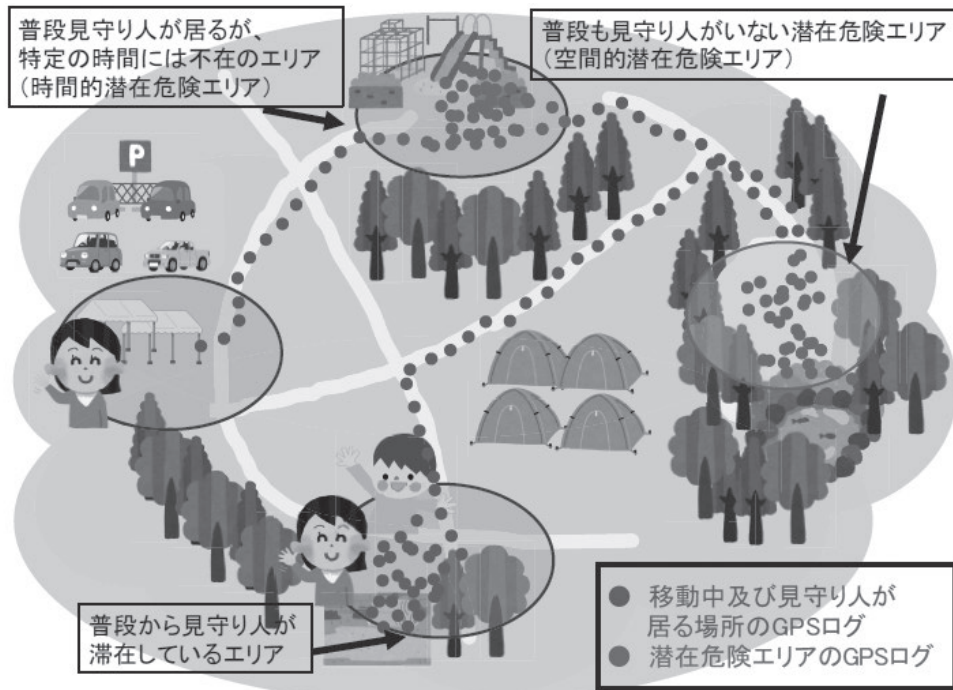 普段見守り人が居るが、
特定の時間には不在のエリア
(時間的潜在危険エリア)
普段も見守り人がいない潜在危険エリア
(空間的潜在危険エリア)
P
普段から見守り人が
滞在しているエリア
移動中及び見守り人が
居る場所のGPSログ
潜在危険エリアのGPSログ